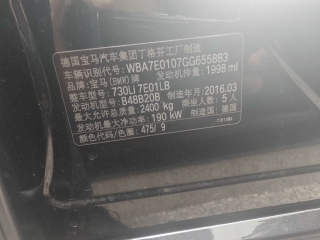 德国宝马汽车集团丁格芬工厂制造
车辆识别代号: WBA7E0107GG655883
品牌: 宝马(BMW) 发动机排量: 1998 ml
整车型号: 730Li 7E01LB
发动机型号: B48B20B 制造年月: 2016.03
最大允许总质量: 2400 kg 乘坐人数: 5 人
发动机最大净功率: 190 kW 制造国: 德国
颜色代码/色圈: 475/ 9